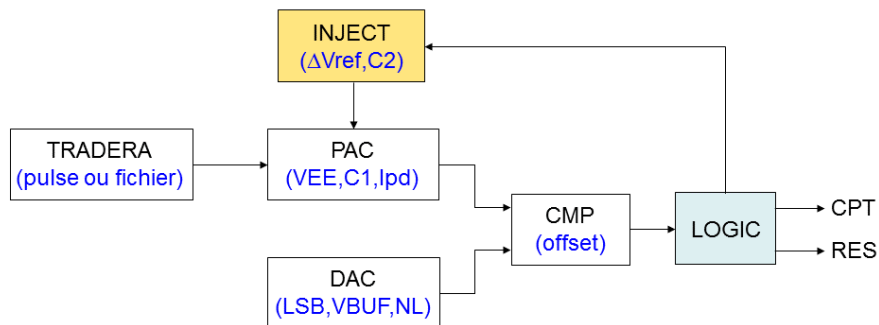 INJECT
(ΔVref,C2)
TRADERA
(pulse ou fichier)
PAC
(VEE,C1,Ipd)
CMP
(offset)
LOGIC
CPT
RES
DAC
(LSB,VBUF,NL)